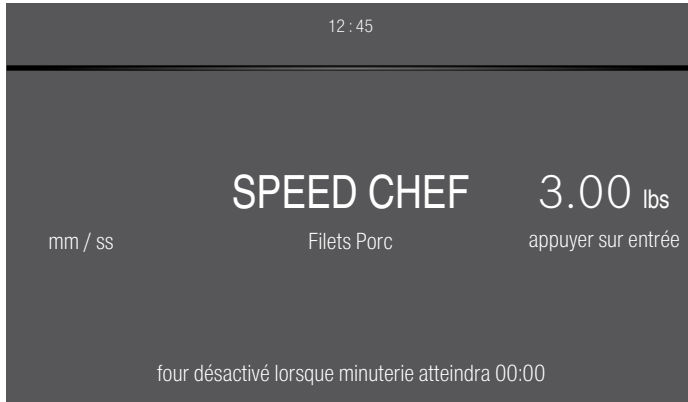 12 : 45
SPEED CHEF 3.00 lbs
mm / ss Filets Porc appuyer sur entrée
four désactivé lorsque minuterie atteindra 00:00